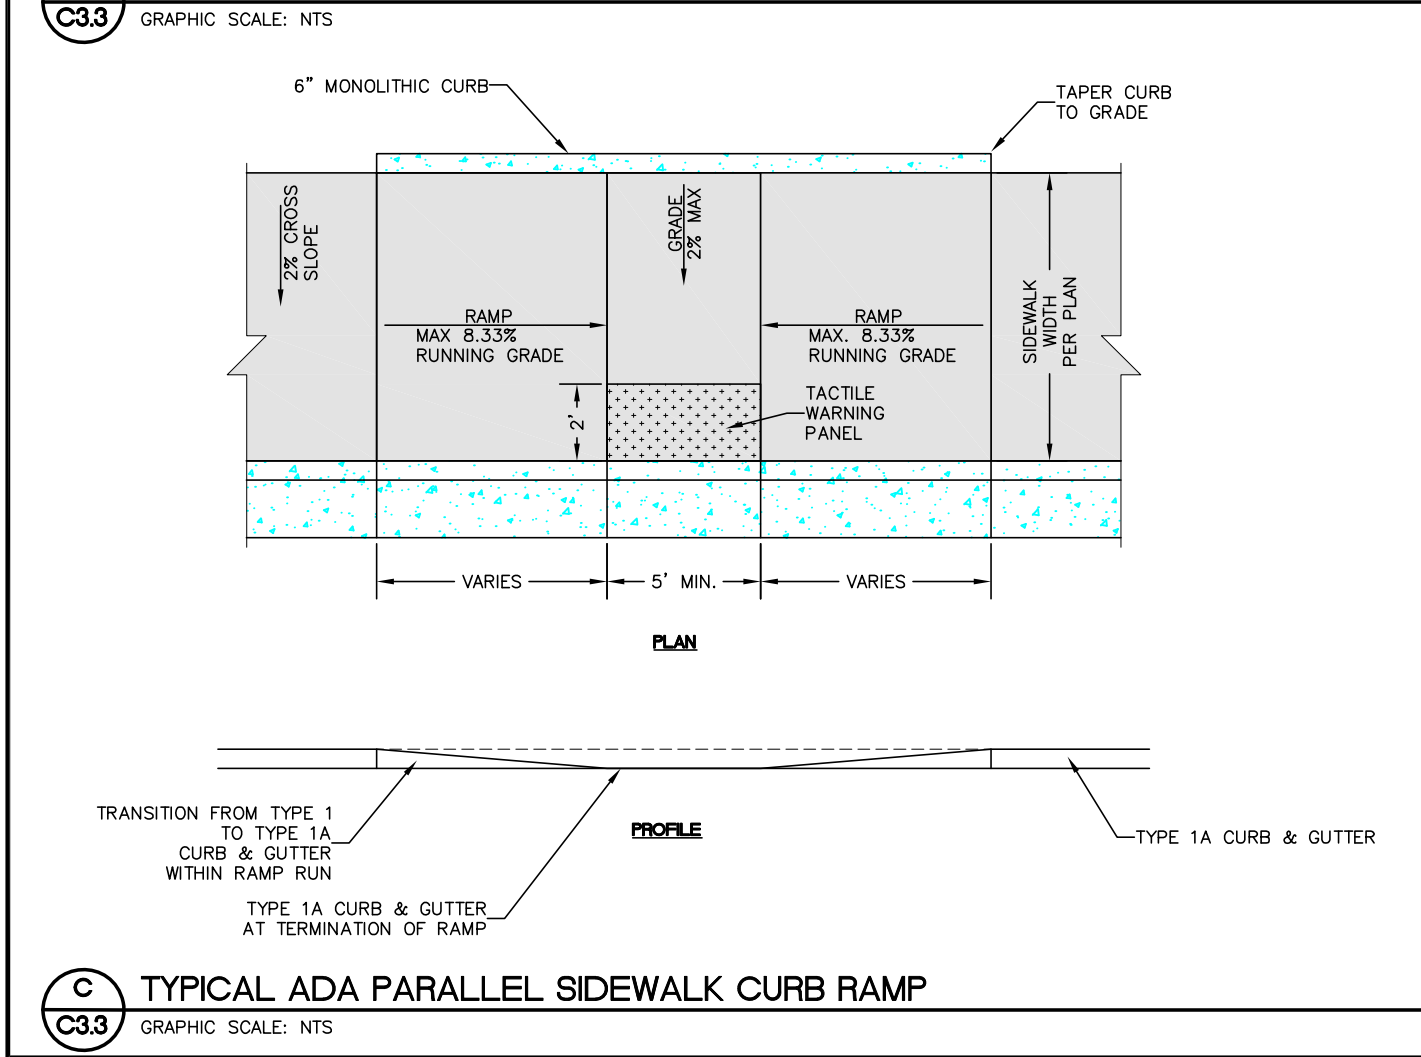 C3.3
GRAPHIC SCALE: NTS
6" MONOLITHIC CURB
TAPER CURB
TO GRADE
2% CROSS
SLOPE
GRADE
2% MAX
RAMP
MAX 8.33%
RUNNING GRADE
RAMP
MAX. 8.33%
RUNNING GRADE
SIDEWALK
WIDTH
PER PLAN
2'
TACTILE
WARNING
PANEL
VARIES
5' MIN.
VARIES
PLAN
TRANSITION FROM TYPE 1
TO TYPE 1A
CURB & GUTTER
WITHIN RAMP RUN
PROFILE
TYPE 1A CURB & GUTTER
TYPE 1A CURB & GUTTER
AT TERMINATION OF RAMP
C
TYPICAL ADA PARALLEL SIDEWALK CURB RAMP
C3.3
GRAPHIC SCALE: NTS